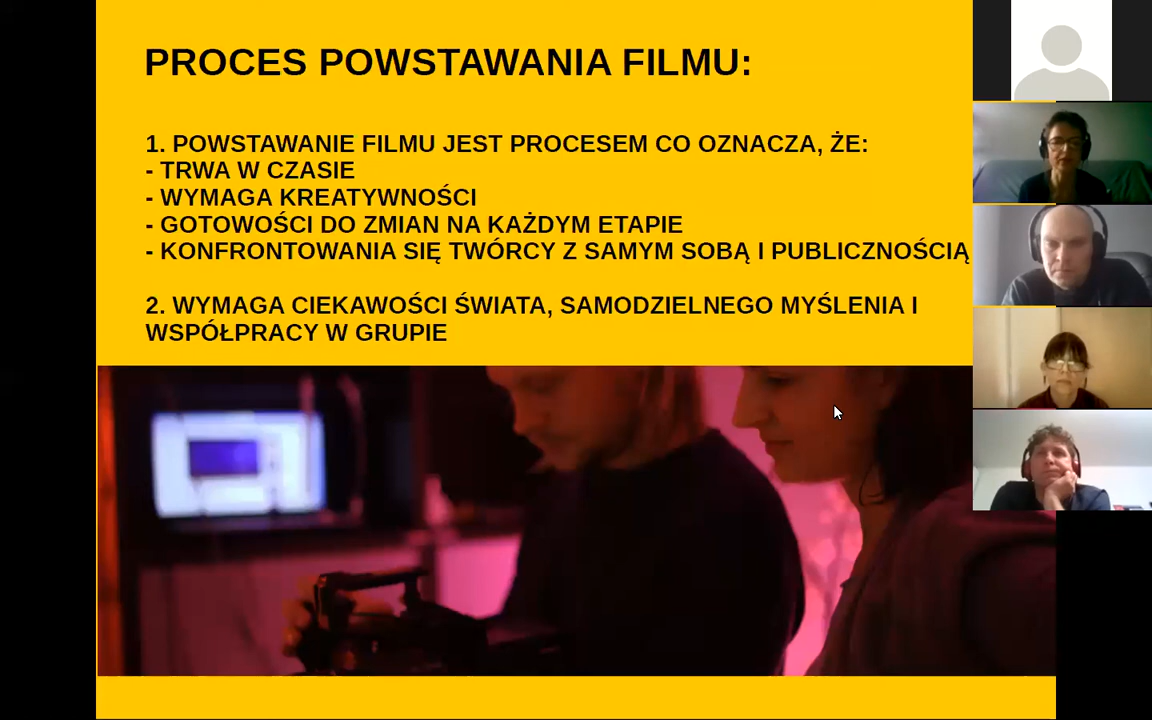 PROCES POWSTAWANIA FILMU:
1. POWSTAWANIE FILMU JEST PROCESEM CO OZNACZA, ŻE:
- TRWA W CZASIE
- WYMAGA KREATYWNOŚCI
- GOTOWOŚCI DO ZMIAN NA KAŻDYM ETAPIE
- KONFRONTOWANIA SIĘ TWÓRCY Z SAMYM SOBĄ I PUBLICZNOŚCIĄ
2. WYMAGA CIEKAWOŚCI ŚWIATA, SAMODZIELNEGO MYŚLENIA I
WSPÓŁPRACY W GRUPIE